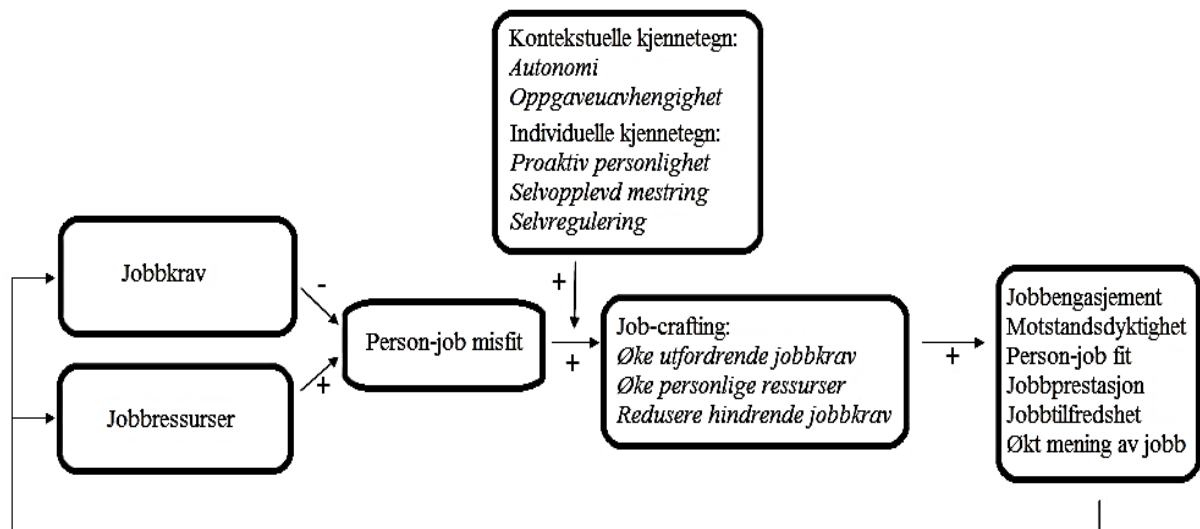 Kontekstuelle kjennetegn:
Autonomi
Oppgaveuavhengighet
Individuelle kjennetegn:
Proaktiv personlighet
Selvopplevd mestring
Selvregulering
Jobbkrav
-
Person-job misfit
+
Jobbressurser
+
+
Job-crafting:
Øke utfordrende jobbkrav
Øke personlige ressurser
Redusere hindrende jobbkrav
+
Jobbengasjement
Motstandsdyktighet
Person-job fit
Jobbprestasjon
Jobbtilfredshet
Økt mening av jobb